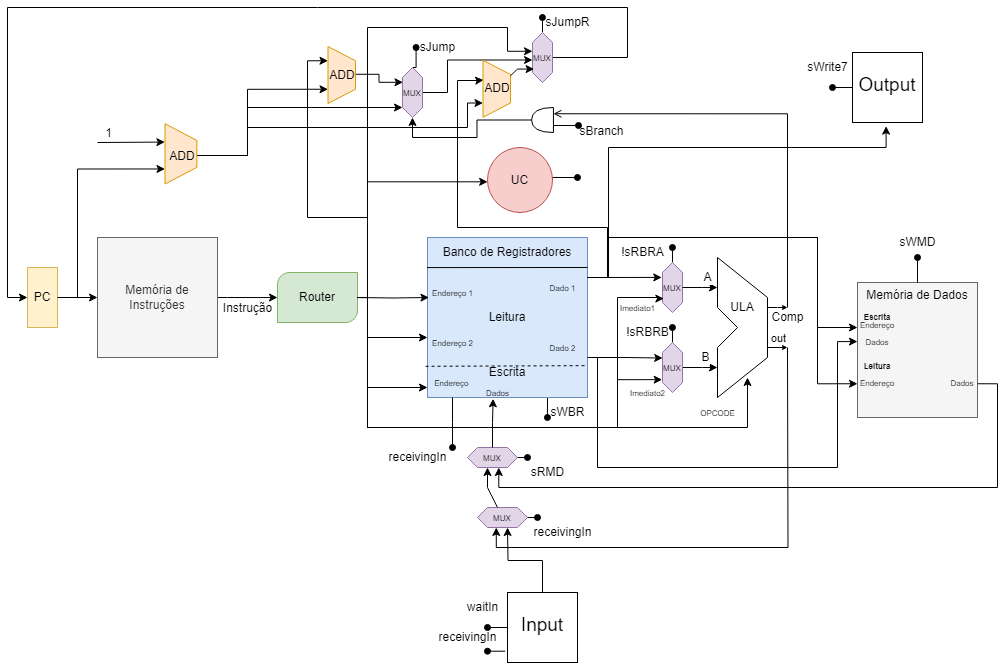 sJumpR
sJump
MUX
ADD
MUX
ADD
sWrite7
Output
1
ADD
sBranch
UC
Banco de Registradores
!sRBRA
sWMD
PC
Memória de
Instruções
Router
Instrução
Endereço 1
Dado 1
Leitura
Endereço 2
Dado 2
Escrita
Endereço
Dados
MUX
A
Imediato1
!sRBRB
MUX
B
Imediato2
ULA
Comp
out
OPCODE
Memória de Dados
Escrita
Endereço
Dados
Leitura
Endereço
Dados
sWBR
receivingIn
MUX
sRMD
MUX
receivingIn
waitIn
receivingIn
Input